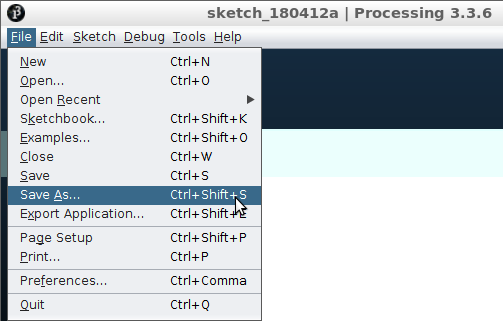 sketch_180412a | Processing 3.3.6
File Edit Sketch Debug Tools Help
New Ctrl+N
Open... Ctrl+O
Open Recent
Sketchbook... Ctrl+Shift+K
Examples... Ctrl+Shift+O
Close Ctrl+W
Save Ctrl+S
Save As... Ctrl+Shift+S
Export Application... Ctrl+Shift+E
Page Setup Ctrl+Shift+P
Print... Ctrl+P
Preferences... Ctrl+Comma
Quit Ctrl+Q